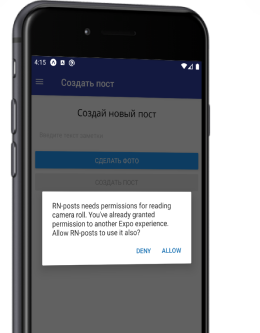 4:15
Создать пост
Создай новый пост
СДЕЛАТЬ ФОТО
СОЗДАТЬ ПОСТ
RN-posts needs permissions for reading
camera roll. You've already granted
permission to another Expo experience.
Allow RN-posts to use it also?
DENY ALLOW